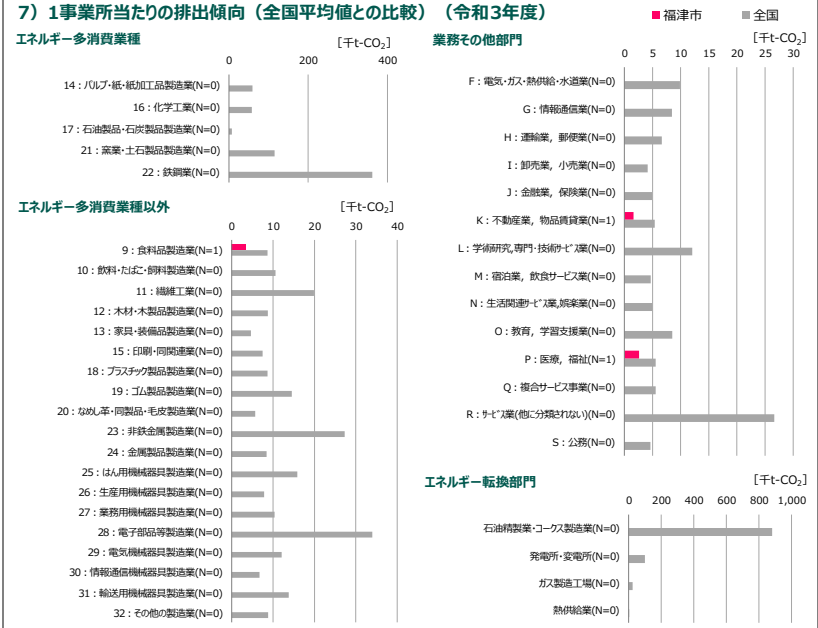 7）1事業所当たりの排出傾向（全国平均値との比較）（令和3年度）
■福津市 ■全国
エネルギー多消費業種
［千t-CO₂］
0 200 400
14：パルプ・紙・紙加工品製造業(N=0)
16：化学工業(N=0)
17：石油製品・石炭製品製造業(N=0)
21：窯業・土石製品製造業(N=0)
22：鉄鋼業(N=0)
エネルギー多消費業種以外
［千t-CO₂］
0 10 20 30 40
9：食料品製造業(N=1)
10：飲料・たばこ・飼料製造業(N=0)
11：繊維工業(N=0)
12：木材・木製品製造業(N=0)
13：家具・装備品製造業(N=0)
15：印刷・同関連業(N=0)
18：プラスチック製品製造業(N=0)
19：ゴム製品製造業(N=0)
20：なめし革・同製品・毛皮製造業(N=0)
23：非鉄金属製造業(N=0)
24：金属製品製造業(N=0)
25：はん用機械器具製造業(N=0)
26：生産用機械器具製造業(N=0)
27：業務用機械器具製造業(N=0)
28：電子部品等製造業(N=0)
29：電気機械器具製造業(N=0)
30：情報通信機械器具製造業(N=0)
31：輸送用機械器具製造業(N=0)
32：その他の製造業(N=0)
業務その他部門
［千t-CO₂］
0 5 10 15 20 25 30
F：電気・ガス・熱供給・水道業(N=0)
G：情報通信業(N=0)
H：運輸業，郵便業(N=0)
I：卸売業，小売業(N=0)
J：金融業，保険業(N=0)
K：不動産業，物品賃貸業(N=1)
L：学術研究,専門・技術ｻｰﾋﾞｽ業(N=0)
M：宿泊業，飲食サービス業(N=0)
N：生活関連ｻｰﾋﾞｽ業,娯楽業(N=0)
O：教育，学習支援業(N=0)
P：医療，福祉(N=1)
Q：複合サービス事業(N=0)
R：ｻｰﾋﾞｽ業(他に分類されない)(N=0)
S：公務(N=0)
エネルギー転換部門
［千t-CO₂］
0 200 400 600 800 1,000
石油精製業・コークス製造業(N=0)
発電所・変電所(N=0)
ガス製造工場(N=0)
熱供給業(N=0)